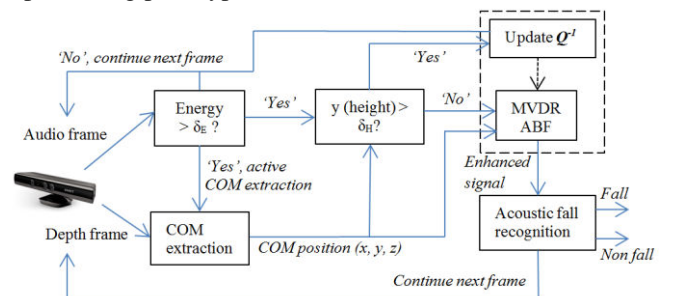 ‘No’, continue next frame
Update Q-1
‘Yes’
Energy
> δE ?
‘Yes’
y (height) >
δH?
‘No’
MVDR
ABF
Audio frame
‘Yes’, active
COM extraction
Enhanced
signal
Acoustic fall
recognition
Fall
Non fall
Depth frame
COM
extraction
COM position (x, y, z)
Continue next frame